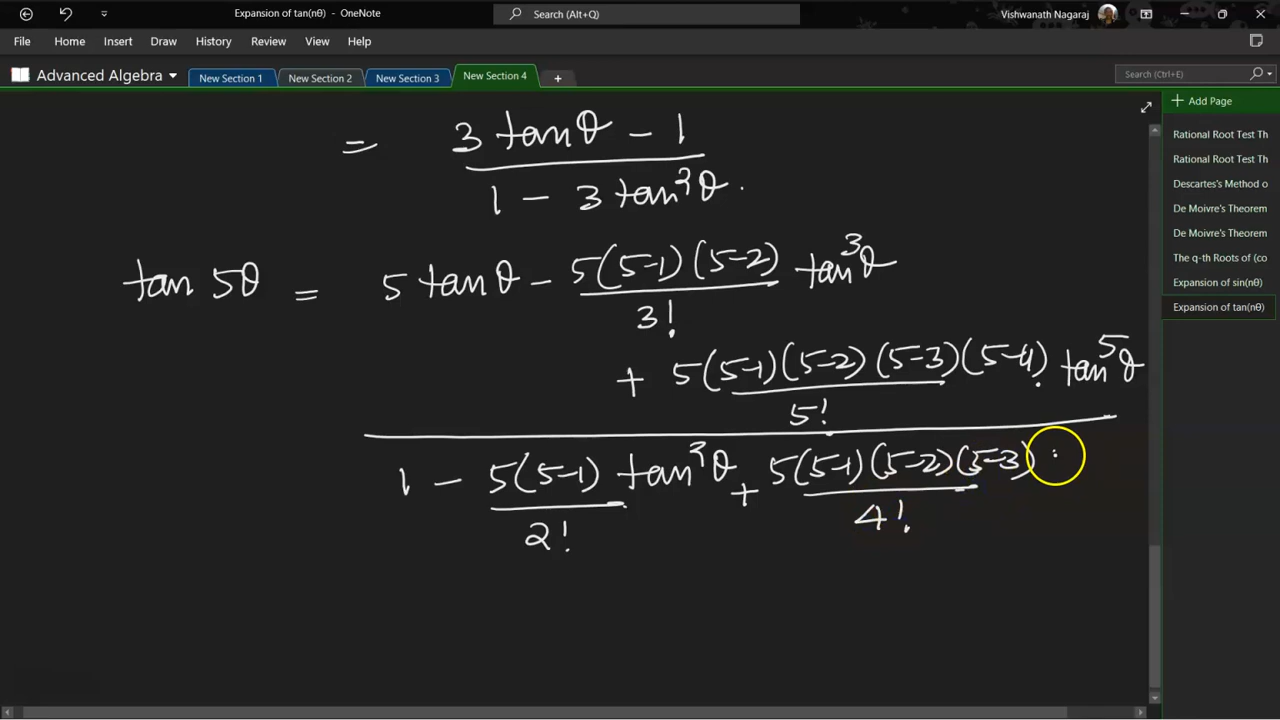 Expansion of tan(nθ) - OneNote
Search (Alt+Q)
Vishwanath Nagaraj
File Home Insert Draw History Review View Help
Advanced Algebra
New Section 1
New Section 2
New Section 3
New Section 4
+
Search (Ctrl+E)
+ Add Page
Rational Root Test Th
Rational Root Test Th
Descartes's Method o
De Moivre's Theorem
De Moivre's Theorem
The q-th Roots of (co
Expansion of sin(nθ)
Expansion of tan(nθ)
= 3 tanθ - 1
1 - 3 tan²θ.
tan 5θ = 5 tanθ - 5(5-1)(5-2) tan³θ
3!
+ 5(5-1)(5-2)(5-3)(5-4) tan⁵θ
5!
1 - 5(5-1) tan²θ + 5(5-1)(5-2)(5-3)
2!
4!